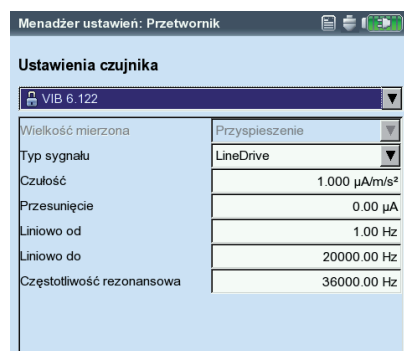 Menadżer ustawień: Przetwornik
Ustawienia czujnika
VIB 6.122
Wielkość mierzona Przyspieszenie
Typ sygnału LineDrive
Czułość 1.000 µA/m/s²
Przesunięcie 0.00 µA
Liniowo od 1.00 Hz
Liniowo do 20000.00 Hz
Częstotliwość rezonansowa 36000.00 Hz